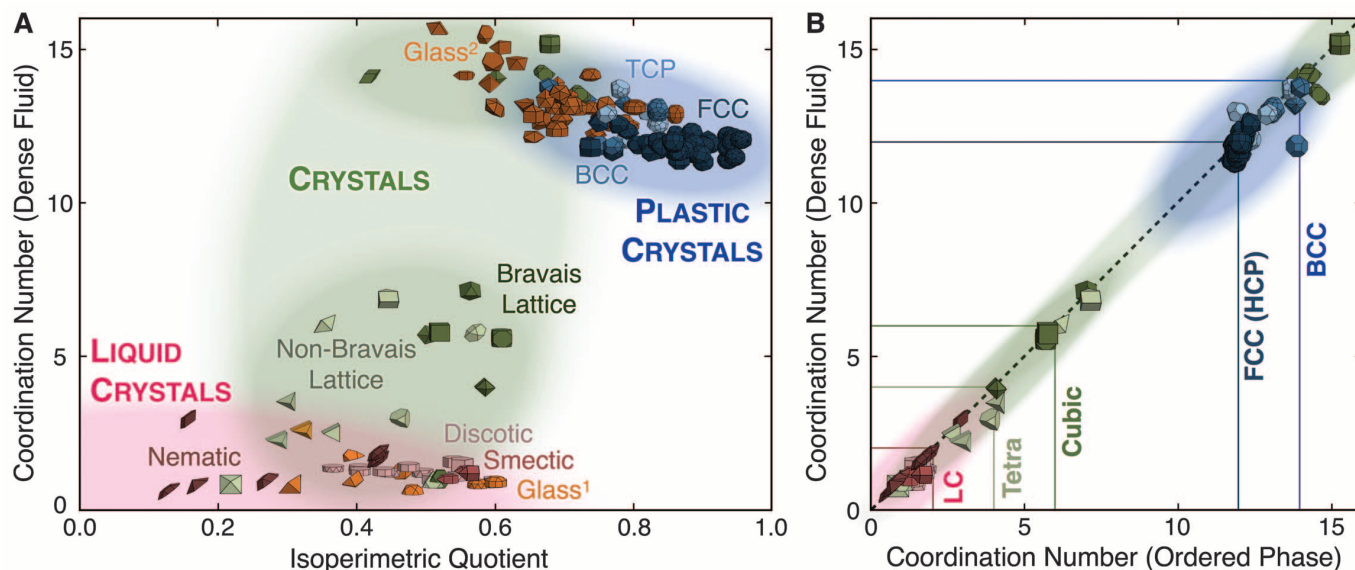 A
15
10
5
0
Coordination Number (Dense Fluid)
Glass²
TCP
FCC
BCC
CRYSTALS
PLASTIC
CRYSTALS
Bravais
Lattice
Non-Bravais
Lattice
LIQUID
CRYSTALS
Nematic
Discotic
Smectic
Glass¹
0.0 0.2 0.4 0.6 0.8 1.0
Isoperimetric Quotient
B
15
10
5
0
Coordination Number (Dense Fluid)
LC
Tetra
Cubic
FCC (HCP)
BCC
0 5 10 15
Coordination Number (Ordered Phase)